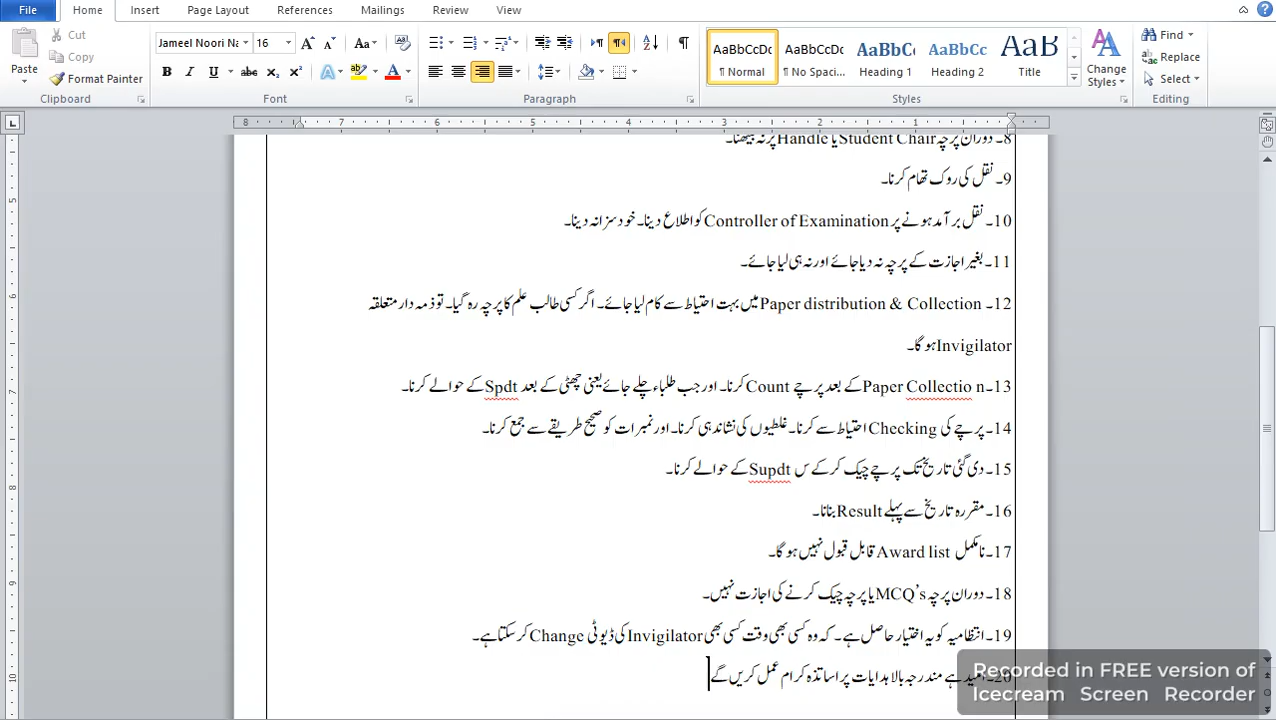 File Home Insert Page Layout References Mailings Review View
Cut
Copy
Format Painter
Paste
Clipboard
Jameel Noori Na 16
Font
Paragraph
AaBbCcDc AaBbCcDc AaBbCc AaBbCc AaB
¶ Normal ¶ No Spaci... Heading 1 Heading 2 Title
Change Styles
Styles
Find
Replace
Select
Editing
8 7 6 5 4 3 2 1
8۔ دوران پرچہ Student Chair یا Handle پر نہ بیٹھنا۔
9۔ نقل کی روک تھام کرنا۔
10۔ نقل برآمد ہونے پر Controller of Examination کو اطلاع دینا۔ خود سزا نہ دینا۔
11۔ بغیر اجازت کے پرچہ نہ دیا جائے اور نہ ہی لیا جائے۔
12۔ Paper distribution & Collection میں بہت احتیاط سے کام لیا جائے۔ اگر کسی طالب علم کا پرچہ رہ گیا۔ تو ذمہ دار متعلقہ
Invigilator ہو گا۔
13۔ Paper Collectio n کے بعد پرچے Count کرنا۔ اور جب طلباء چلے جائے یعنی چھٹی کے بعد Spdt کے حوالے کرنا۔
14۔ پرچے کی Checking احتیاط سے کرنا۔ غلطیوں کی نشاندہی کرنا۔ اور نمبرات کو صحیح طریقے سے جمع کرنا۔
15۔ دی گئی تاریخ تک پرچے چیک کر کے س Supdt کے حوالے کرنا۔
16۔ مقررہ تاریخ سے پہلے Result بنانا۔
17۔ نامکمل Award list قابل قبول نہیں ہو گا۔
18۔ دوران پرچہ MCQ's یا پرچہ چیک کرنے کی اجازت نہیں۔
19۔ انتظامیہ کو یہ اختیار حاصل ہے۔ کہ وہ کسی بھی وقت کسی بھی Invigilator کی ڈیوٹی Change کر سکتا ہے۔
20۔ امید ہے مندرجہ بالا ہدایات پر اساتذہ کرام عمل کریں گے
Recorded in FREE version of
Icecream Screen Recorder